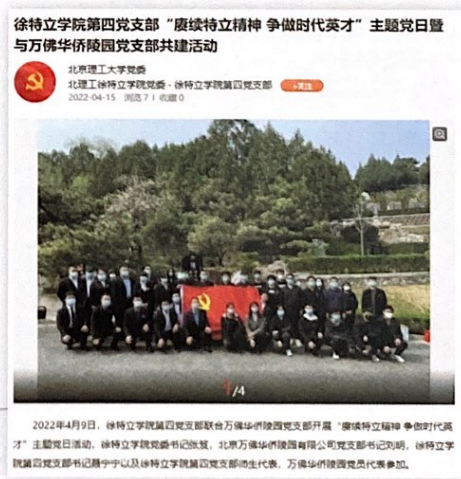 徐特立学院第四党支部“赓续特立精神 争做时代英才”主题党日暨
与万佛华侨陵园党支部共建活动
北京理工大学党委
北理工徐特立学院党委 - 徐特立学院第四党支部 +关注
2022-04-15 浏览 7 | 收藏 0
1/4
2022年4月9日，徐特立学院第四党支部联合万佛华侨陵园党支部开展“赓续特立精神 争做时代英
才”主题党日活动。徐特立学院党委书记张笈，北京万佛华侨陵园有限公司党支部书记刘明，徐特立学
院第四党支部书记聂宁宁以及徐特立学院第四党支部师生代表，万佛华侨陵园党员代表参加。